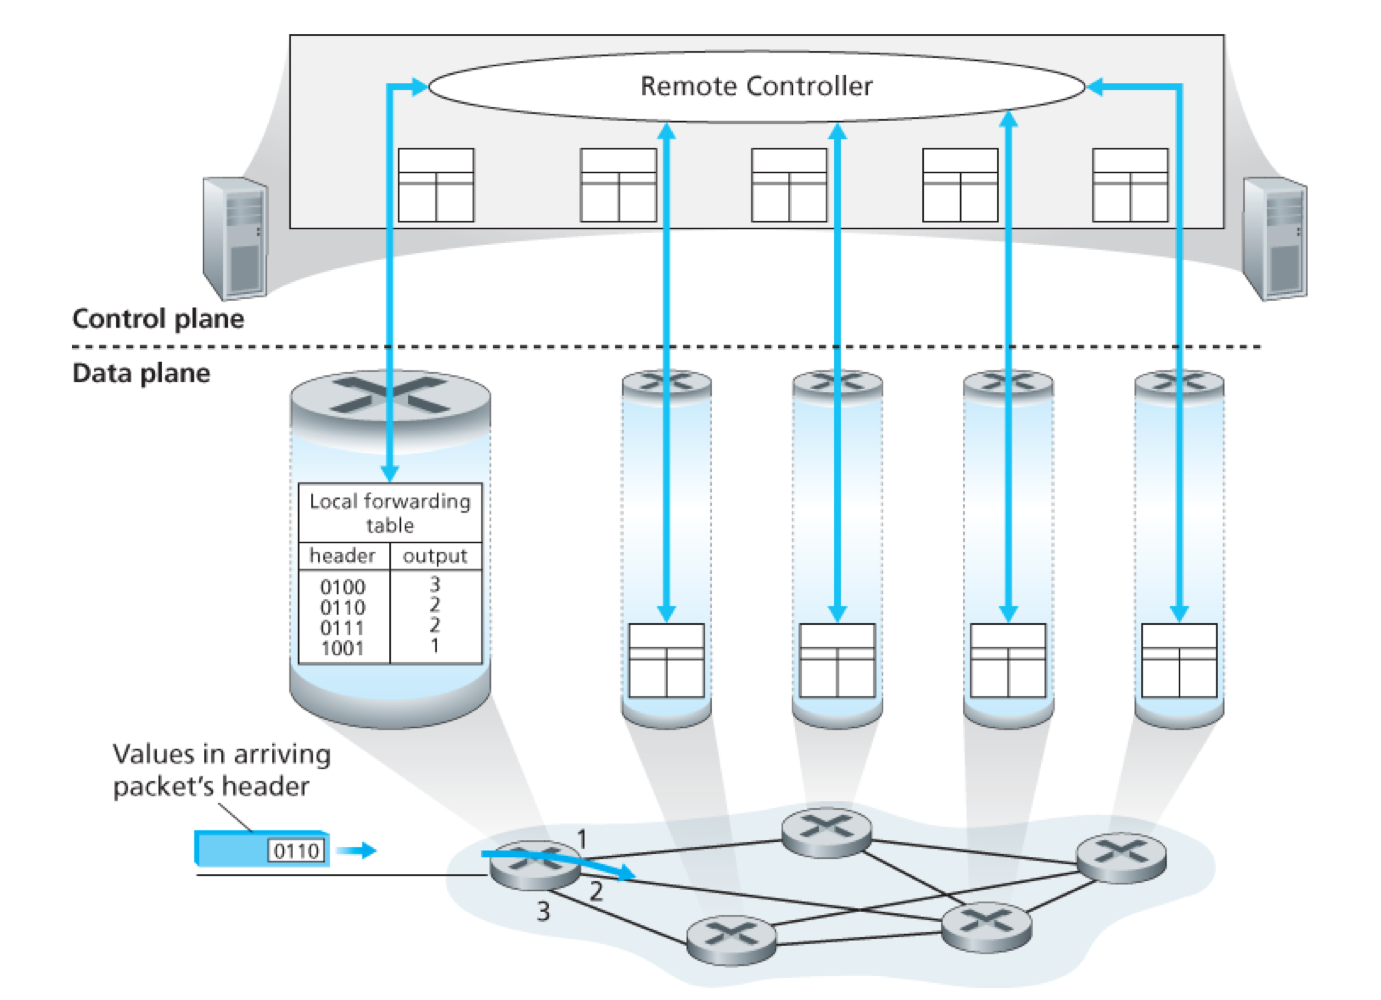 Remote Controller
Control plane
Data plane
Local forwarding
table
header output
0100 3
0110 2
0111 2
1001 1
Values in arriving
packet's header
0110
1
2
3